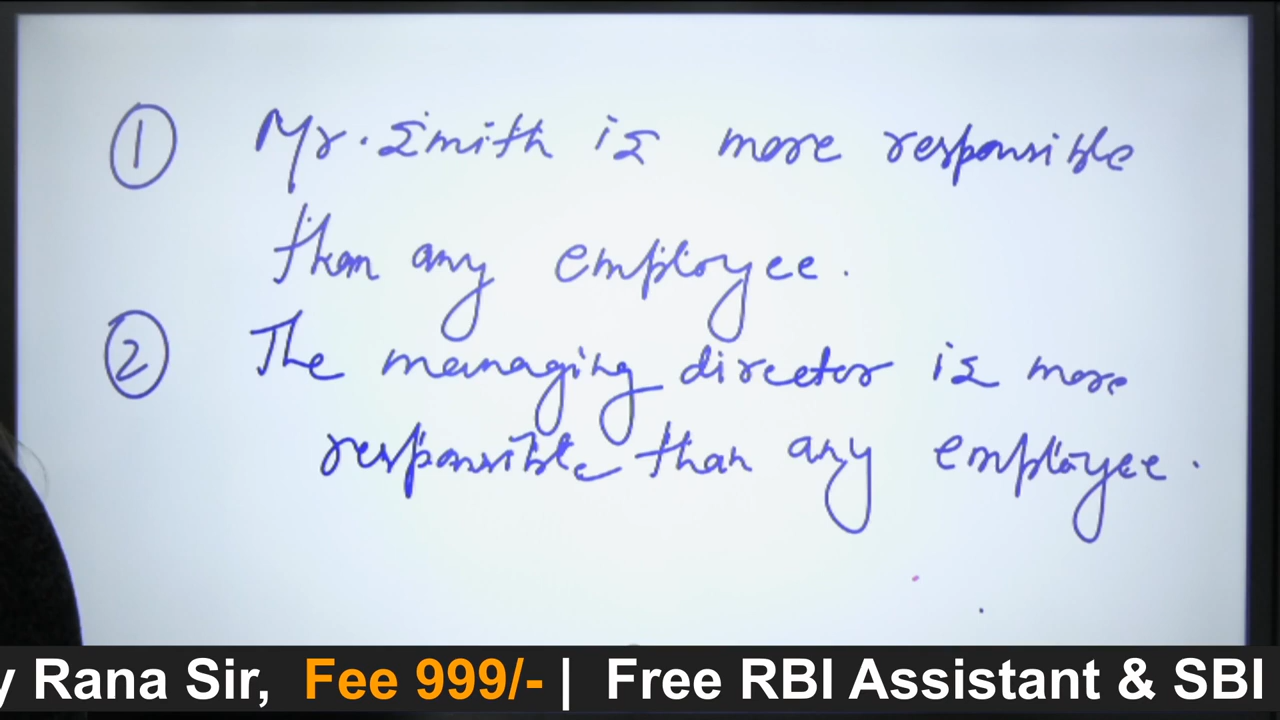 1 Mr. Smith is more responsible
than any employee.
2 The managing director is more
responsible than any employee.
y Rana Sir, Fee 999/- | Free RBI Assistant & SBI